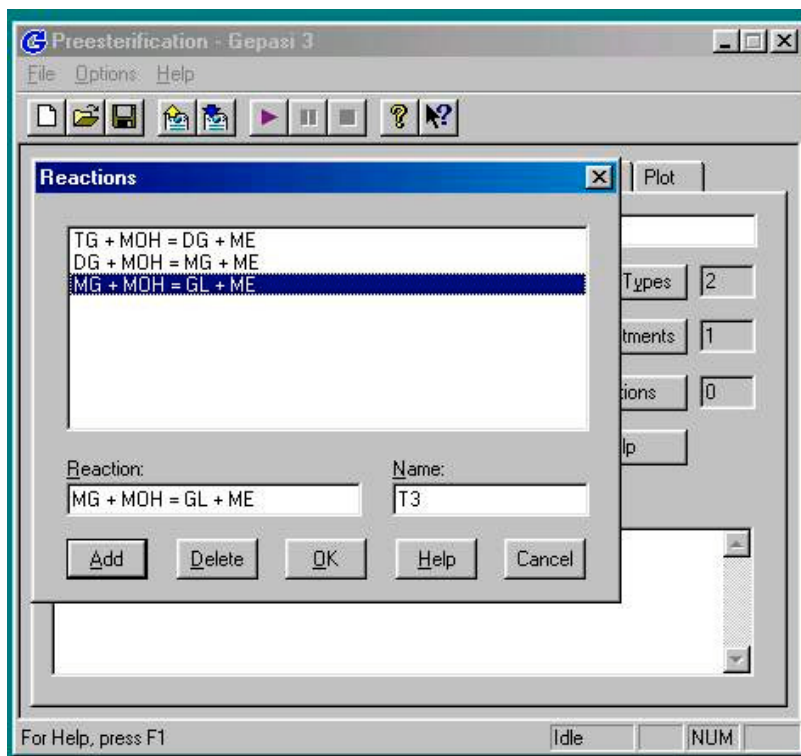 Preesterification - Gepasi 3
File Options Help
Reactions
Plot
TG + MOH = DG + ME
DG + MOH = MG + ME
MG + MOH = GL + ME
Types 2
tments 1
tions 0
lp
Reaction: Name:
MG + MOH = GL + ME T3
Add Delete OK Help Cancel
For Help, press F1 Idle NUM